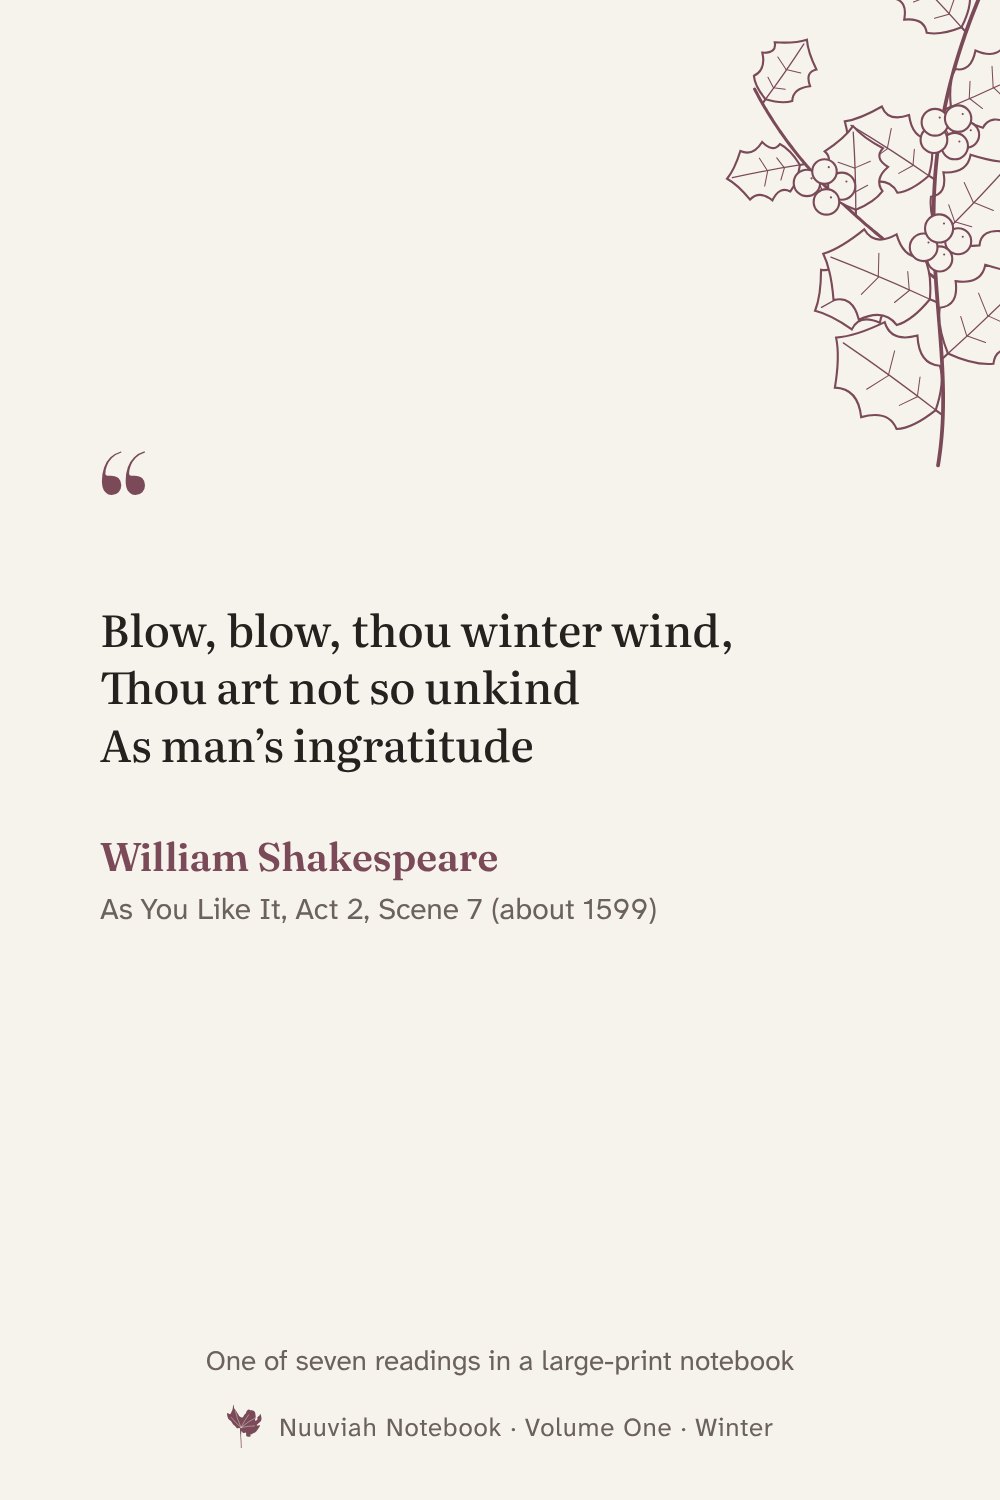 “
Blow, blow, thou winter wind,
Thou art not so unkind
As man’s ingratitude
William Shakespeare
As You Like It, Act 2, Scene 7 (about 1599)
One of seven readings in a large-print notebook
Nuuviah Notebook · Volume One · Winter